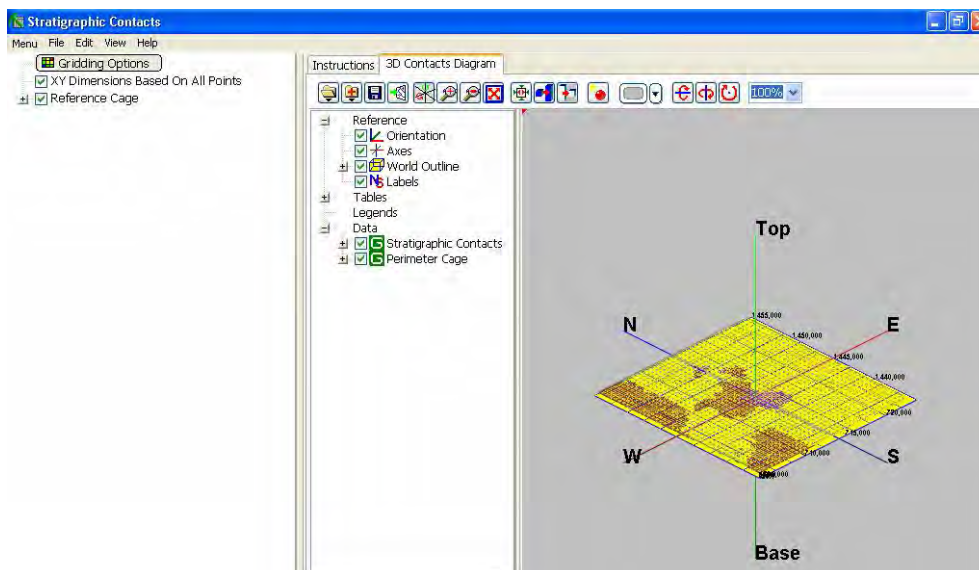 Stratigraphic Contacts
Menu File Edit View Help
Gridding Options
XY Dimensions Based On All Points
Reference Cage
Instructions 3D Contacts Diagram
100%
Reference
Orientation
Axes
World Outline
NS Labels
Tables
Legends
Data
G Stratigraphic Contacts
G Perimeter Cage
Top
N
E
1,455,000
1,450,000
1,445,000
1,440,000
720,000
715,000
710,000
W
S
Base